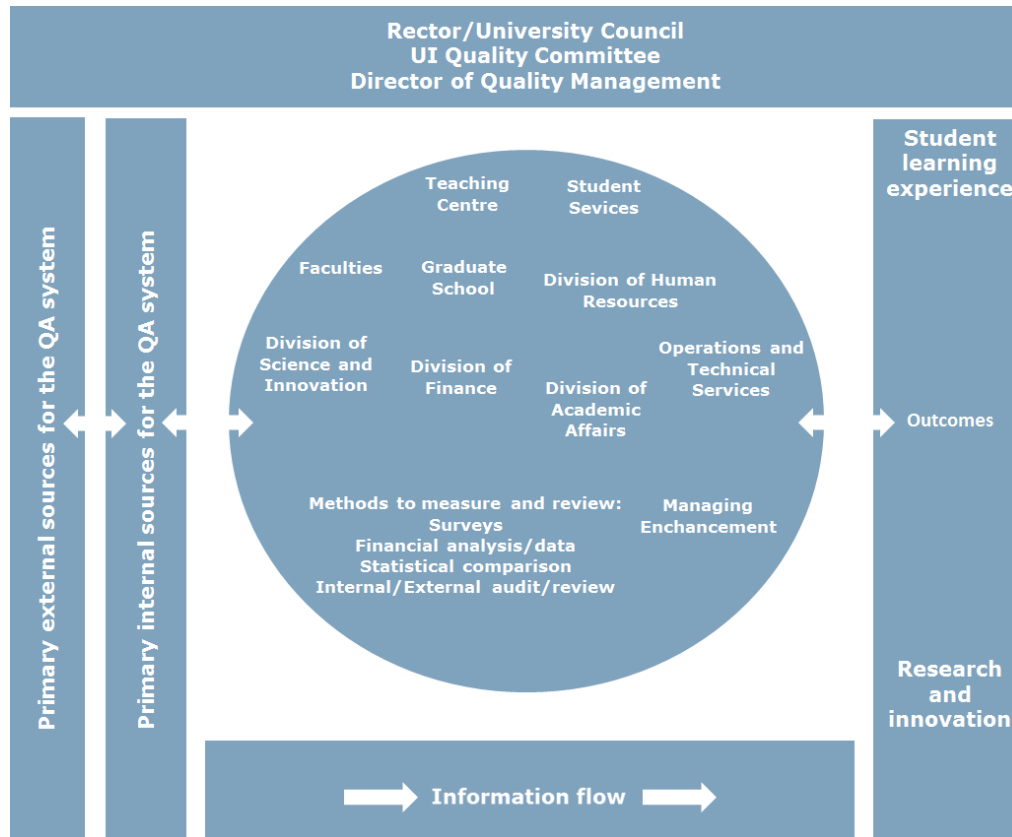 Rector/University Council
UI Quality Committee
Director of Quality Management
Primary external sources for the QA system
Primary internal sources for the QA system
Teaching
Centre
Student
Sevices
Faculties
Graduate
School
Division of Human
Resources
Division of
Science and
Innovation
Division of
Finance
Division of
Academic
Affairs
Operations and
Technical
Services
Methods to measure and review:
Surveys
Financial analysis/data
Statistical comparison
Internal/External audit/review
Managing
Enchancement
Student
learning
experience
Outcomes
Research
and
innovation
Information flow